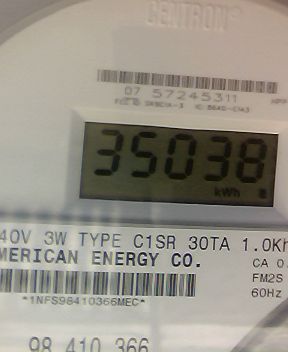 CENTRON®
07 57245311
35038
kWh
40V 3W TYPE C1SR 30TA 1.0Kh
MERICAN ENERGY CO.
CA 0.
FM2S
*1NFS98410366MEC*
60Hz
98 410 366